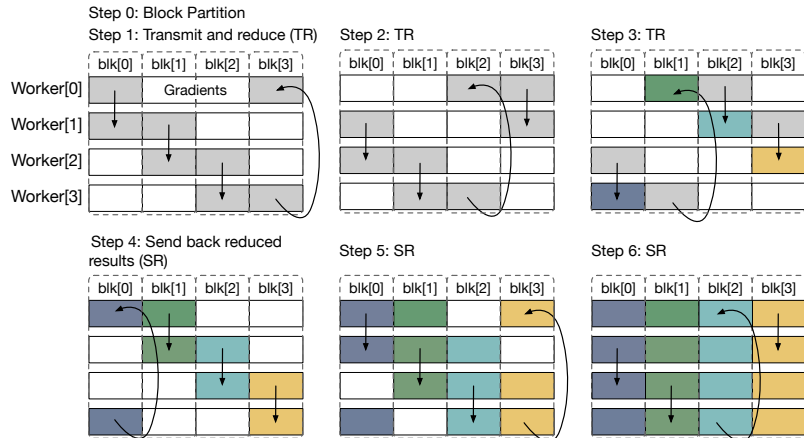 Step 0: Block Partition
Step 1: Transmit and reduce (TR)
Step 2: TR
Step 3: TR
blk[0] blk[1] blk[2] blk[3]
blk[0] blk[1] blk[2] blk[3]
blk[0] blk[1] blk[2] blk[3]
Worker[0]
Gradients
Worker[1]
Worker[2]
Worker[3]
Step 4: Send back reduced
results (SR)
Step 5: SR
Step 6: SR
blk[0] blk[1] blk[2] blk[3]
blk[0] blk[1] blk[2] blk[3]
blk[0] blk[1] blk[2] blk[3]